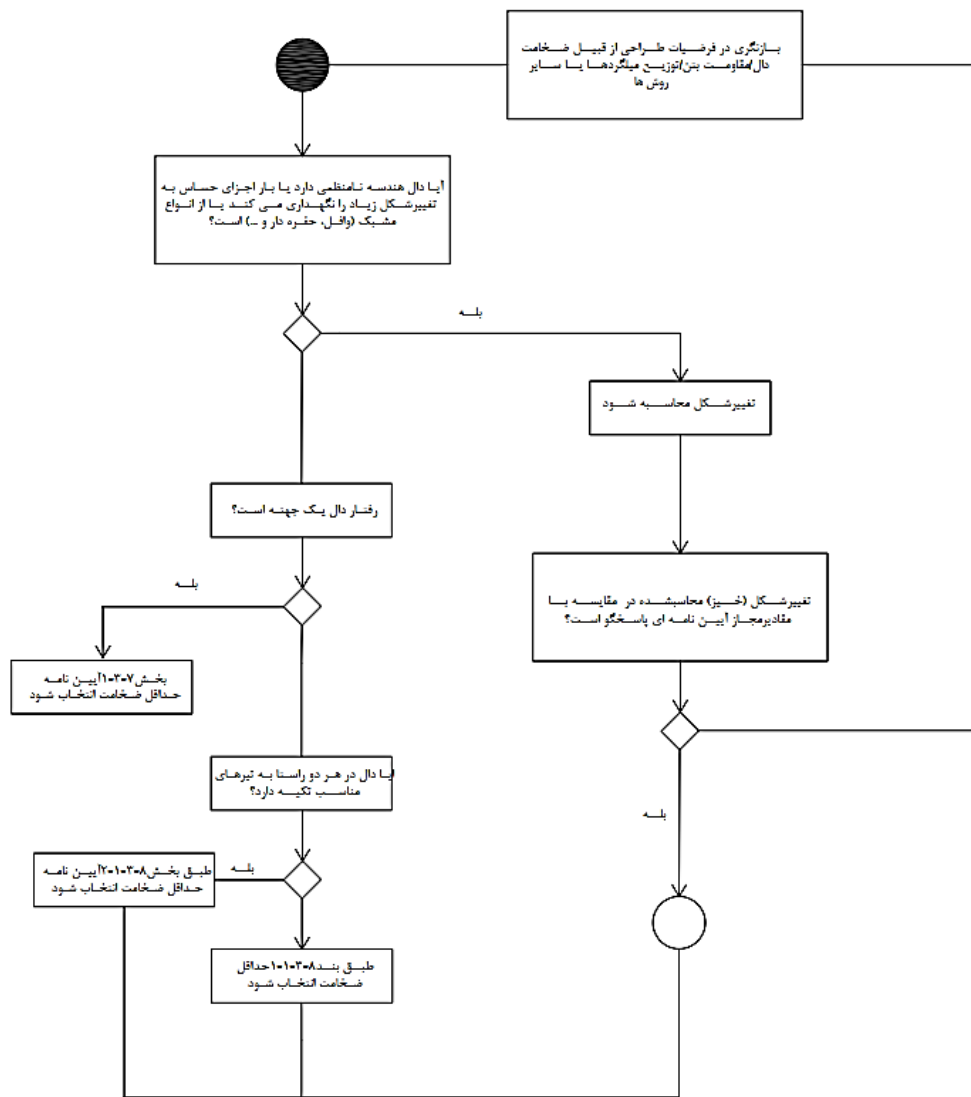 بازنگری در فرضیات طراحی از قبیل ضخامت
دال/مقاومت بتن/توزیع میلگردها یا سایر
روش ها
آیا دال هندسه نامنظمی دارد یا بار اجزای حساس به
تغییرشکل زیاد را نگهداری می کند یا از انواع
مشبک (وافل، حفره دار و ...) است؟
بله
تغییرشکل محاسبه شود
رفتار دال یک جهته است؟
بله
تغییرشکل (خیز) محاسبشده در مقایسه با
مقادیرمجاز آیین نامه ای پاسخگو است؟
بخش۷-۳-۱آیین نامه
حداقل ضخامت انتخاب شود
ایا دال در هر دو راستا به تیرهای
مناسب تکیه دارد؟
بله
بله
طبق بخش۸-۳-۱-۲آیین نامه
حداقل ضخامت انتخاب شود
طبق بند۸-۳-۱-۱حداقل
ضخامت انتخاب شود